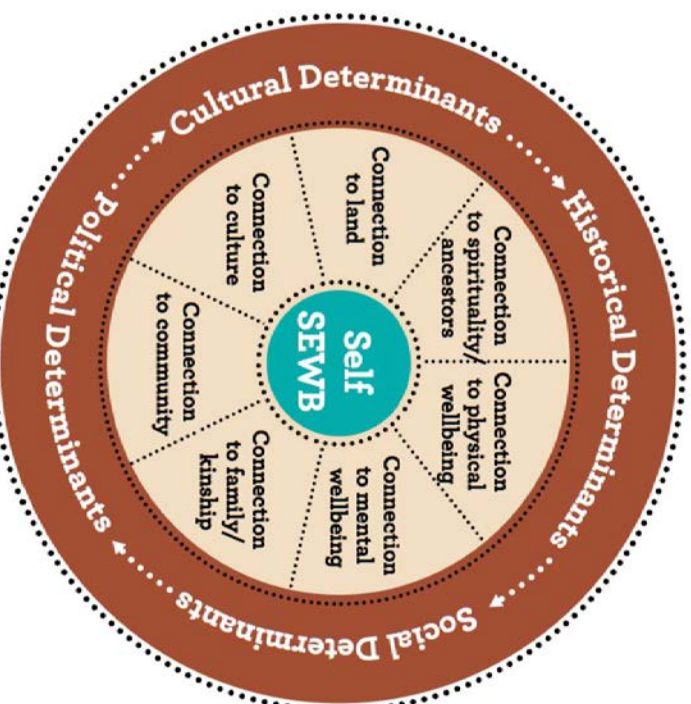 Cultural Determinants
Historical Determinants
Social Determinants
Political Determinants
Connection
to spirituality/
ancestors
Connection
to physical
wellbeing
Connection
to mental
wellbeing
Connection
to family/
kinship
Connection
to community
Connection
to culture
Connection
to land
Self
SEWB